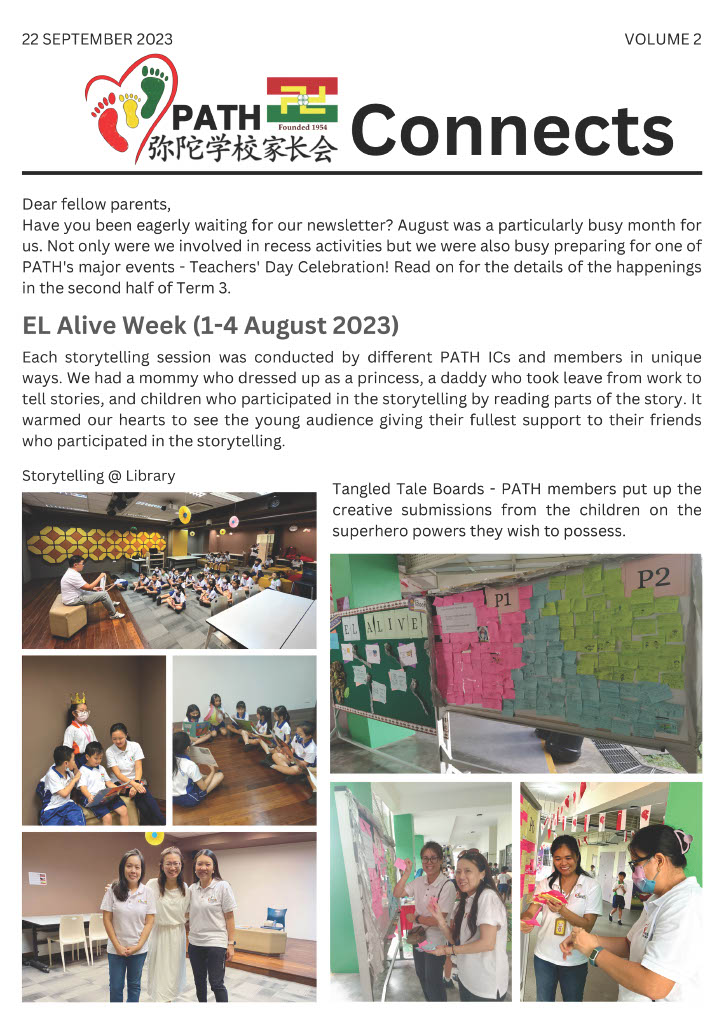 22 SEPTEMBER 2023
VOLUME 2
PATH
Founded 1954
弥陀学校家长会
Connects
Dear fellow parents,
Have you been eagerly waiting for our newsletter? August was a particularly busy month for
us. Not only were we involved in recess activities but we were also busy preparing for one of
PATH's major events - Teachers' Day Celebration! Read on for the details of the happenings
in the second half of Term 3.
EL Alive Week (1-4 August 2023)
Each storytelling session was conducted by different PATH ICs and members in unique
ways. We had a mommy who dressed up as a princess, a daddy who took leave from work to
tell stories, and children who participated in the storytelling by reading parts of the story. It
warmed our hearts to see the young audience giving their fullest support to their friends
who participated in the storytelling.
Storytelling @ Library
Tangled Tale Boards - PATH members put up the
creative submissions from the children on the
superhero powers they wish to possess.
EL ALIVE
P1
P2